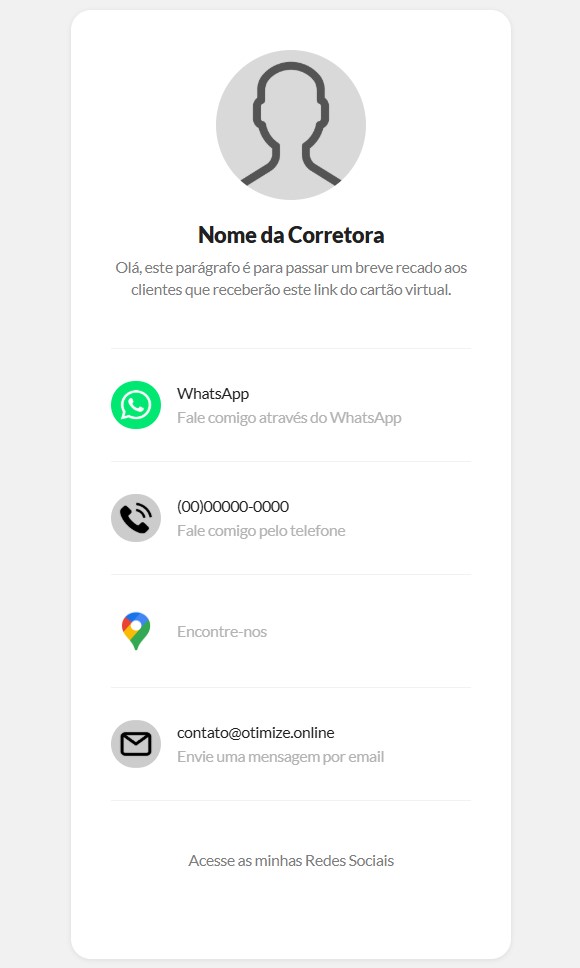 Nome da Corretora
Olá, este parágrafo é para passar um breve recado aos
clientes que receberão este link do cartão virtual.
WhatsApp
Fale comigo através do WhatsApp
(00)00000-0000
Fale comigo pelo telefone
Encontre-nos
contato@otimize.online
Envie uma mensagem por email
Acesse as minhas Redes Sociais